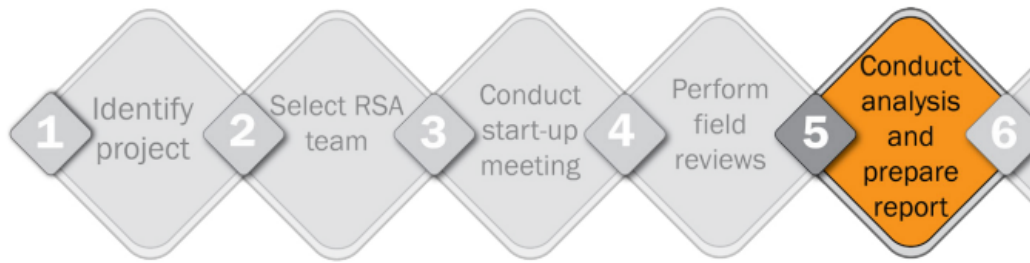 1
Identify
project
2
Select RSA
team
3
Conduct
start-up
meeting
4
Perform
field
reviews
5
Conduct
analysis
and
prepare
report
6